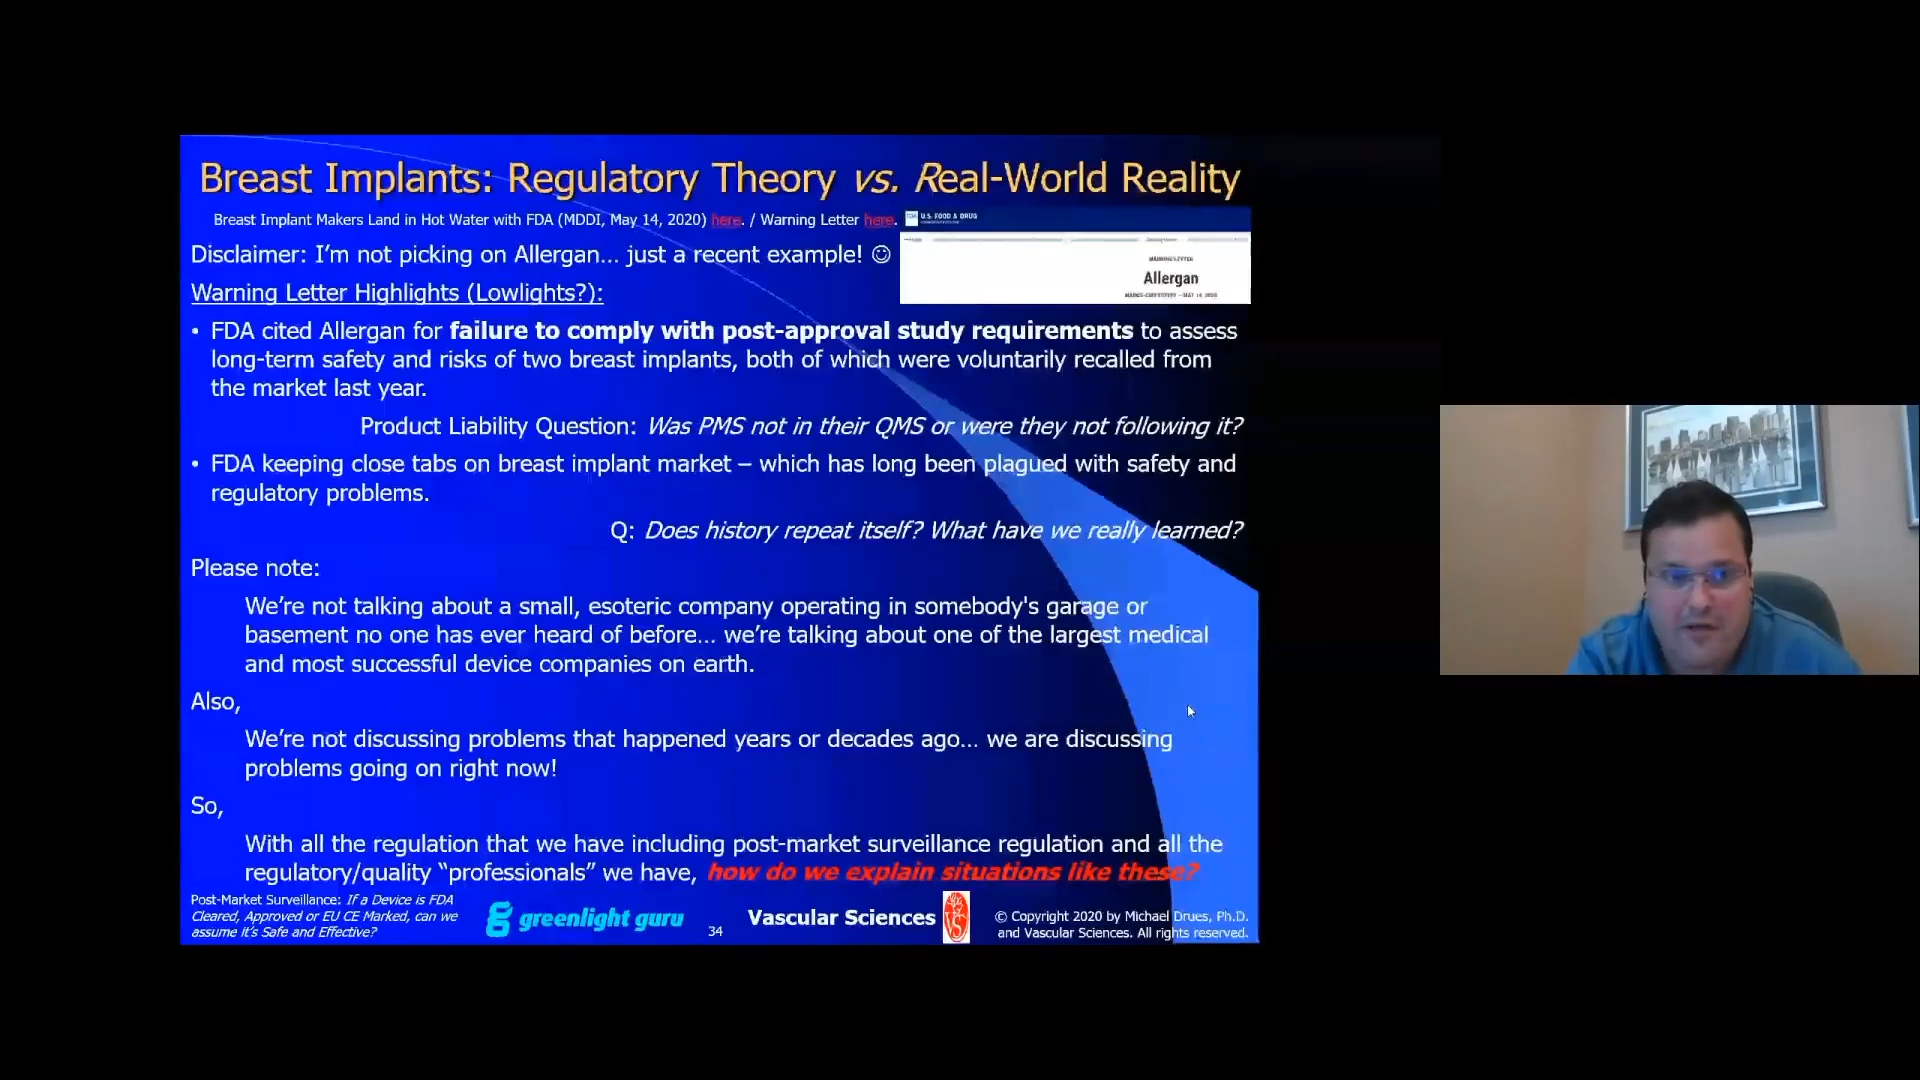 Breast Implants: Regulatory Theory vs. Real-World Reality
Breast Implant Makers Land in Hot Water with FDA (MDDI, May 14, 2020) here. / Warning Letter here.
U.S. FOOD & DRUG
Disclaimer: I'm not picking on Allergan... just a recent example! ☺
WARNING LETTER
Allergan
Warning Letter Highlights (Lowlights?):
• FDA cited Allergan for failure to comply with post-approval study requirements to assess
long-term safety and risks of two breast implants, both of which were voluntarily recalled from
the market last year.
Product Liability Question: Was PMS not in their QMS or were they not following it?
• FDA keeping close tabs on breast implant market – which has long been plagued with safety and
regulatory problems.
Q: Does history repeat itself? What have we really learned?
Please note:
We're not talking about a small, esoteric company operating in somebody's garage or
basement no one has ever heard of before... we're talking about one of the largest medical
and most successful device companies on earth.
Also,
We're not discussing problems that happened years or decades ago... we are discussing
problems going on right now!
So,
With all the regulation that we have including post-market surveillance regulation and all the
regulatory/quality "professionals" we have, how do we explain situations like these?
Post-Market Surveillance: If a Device is FDA
Cleared, Approved or EU CE Marked, can we
assume it's Safe and Effective?
greenlight guru
34
Vascular Sciences
VS
© Copyright 2020 by Michael Drues, Ph.D.
and Vascular Sciences. All rights reserved.